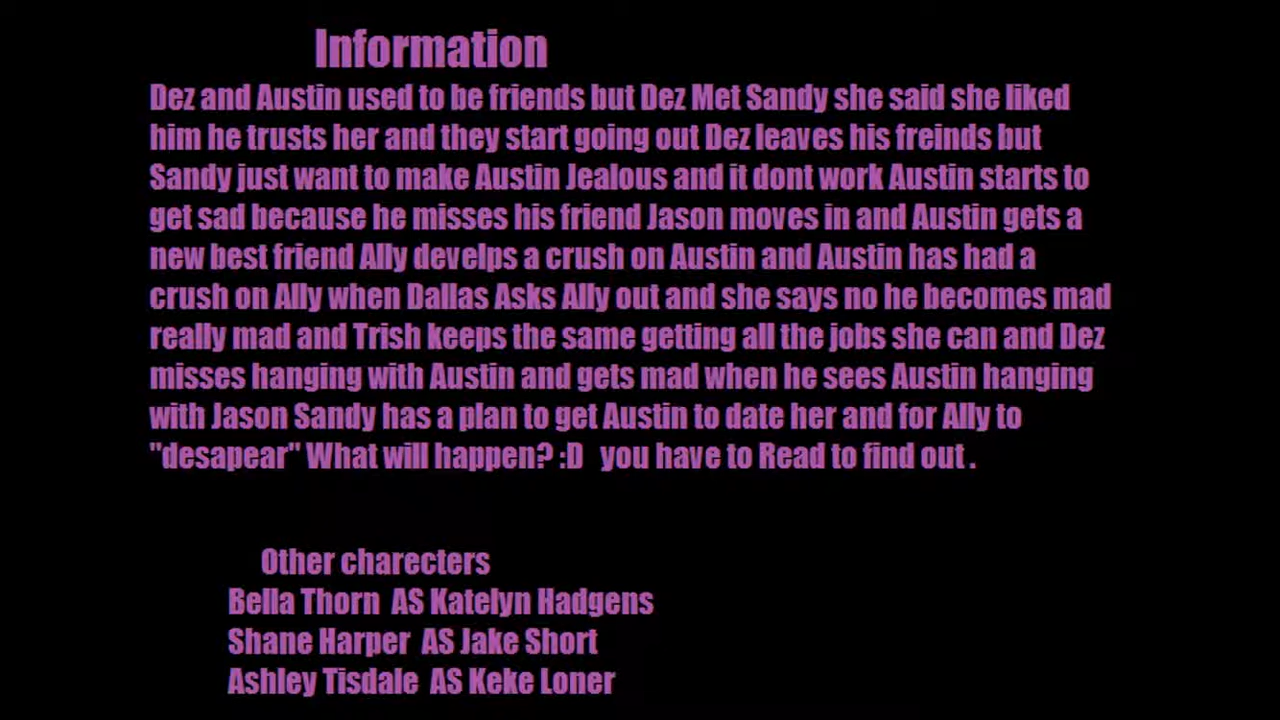 Information
Dez and Austin used to be friends but Dez Met Sandy she said she liked
him he trusts her and they start going out Dez leaves his freinds but
Sandy just want to make Austin Jealous and it dont work Austin starts to
get sad because he misses his friend Jason moves in and Austin gets a
new best friend Ally develps a crush on Austin and Austin has had a
crush on Ally when Dallas Asks Ally out and she says no he becomes mad
really mad and Trish keeps the same getting all the jobs she can and Dez
misses hanging with Austin and gets mad when he sees Austin hanging
with Jason Sandy has a plan to get Austin to date her and for Ally to
"desapear" What will happen? :D you have to Read to find out .
Other charecters
Bella Thorn AS Katelyn Hadgens
Shane Harper AS Jake Short
Ashley Tisdale AS Keke Loner